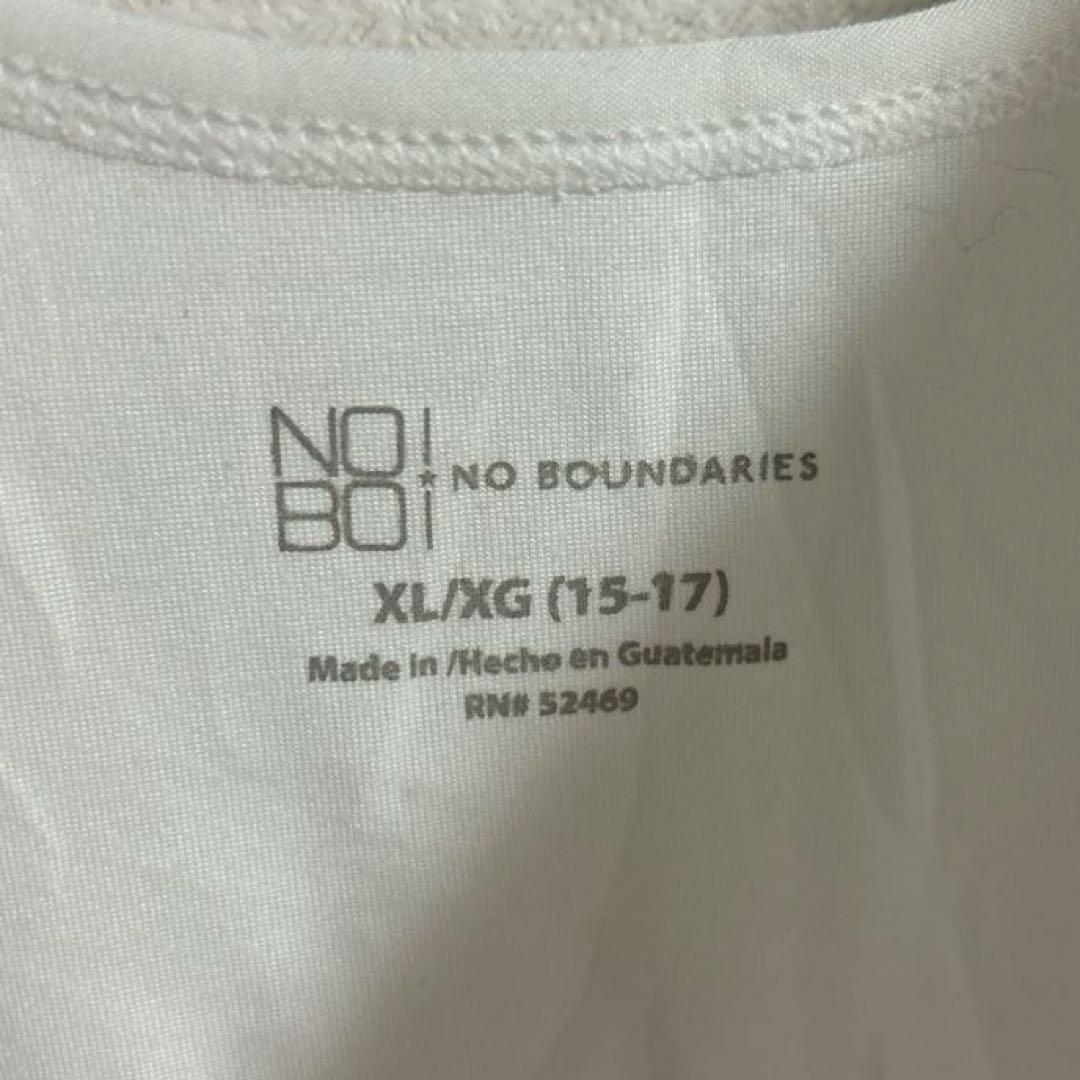 NO!
BO!
NO BOUNDARIES
XL/XG (15-17)
Made in /Hecho en Guatemala
RN# 52469